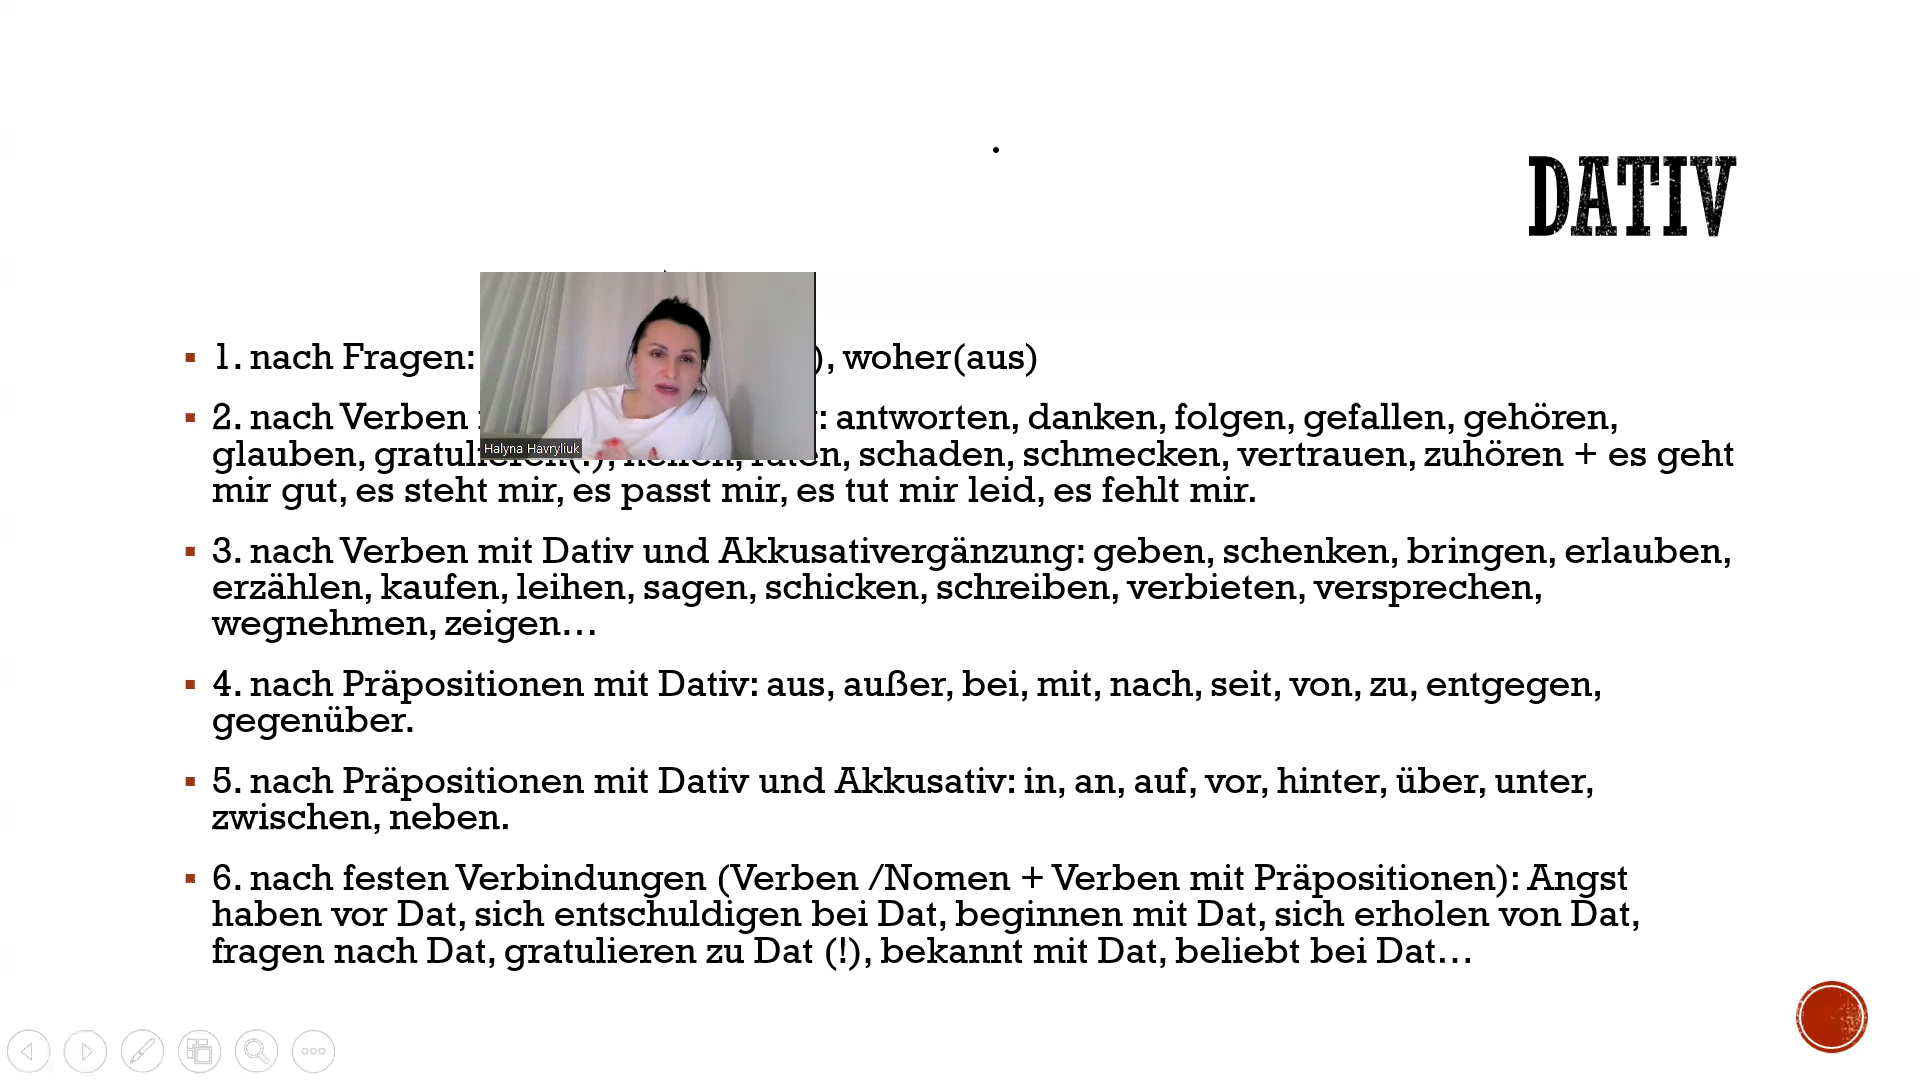 DATIV
1. nach Fragen: ), woher(aus)
2. nach Verben : antworten, danken, folgen, gefallen, gehören,
glauben, gratulieren(!), helfen, raten, schaden, schmecken, vertrauen, zuhören + es geht
mir gut, es steht mir, es passt mir, es tut mir leid, es fehlt mir.
3. nach Verben mit Dativ und Akkusativergänzung: geben, schenken, bringen, erlauben,
erzählen, kaufen, leihen, sagen, schicken, schreiben, verbieten, versprechen,
wegnehmen, zeigen…
4. nach Präpositionen mit Dativ: aus, außer, bei, mit, nach, seit, von, zu, entgegen,
gegenüber.
5. nach Präpositionen mit Dativ und Akkusativ: in, an, auf, vor, hinter, über, unter,
zwischen, neben.
6. nach festen Verbindungen (Verben /Nomen + Verben mit Präpositionen): Angst
haben vor Dat, sich entschuldigen bei Dat, beginnen mit Dat, sich erholen von Dat,
fragen nach Dat, gratulieren zu Dat (!), bekannt mit Dat, beliebt bei Dat…
Halyna Havryliuk